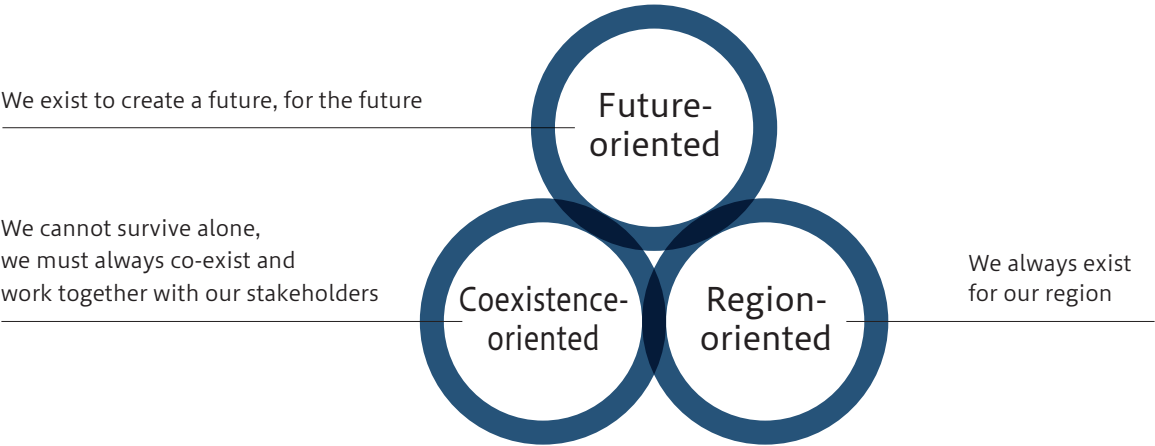 We exist to create a future, for the future
Future-
oriented
We cannot survive alone,
we must always co-exist and
work together with our stakeholders
Coexistence-
oriented
Region-
oriented
We always exist
for our region